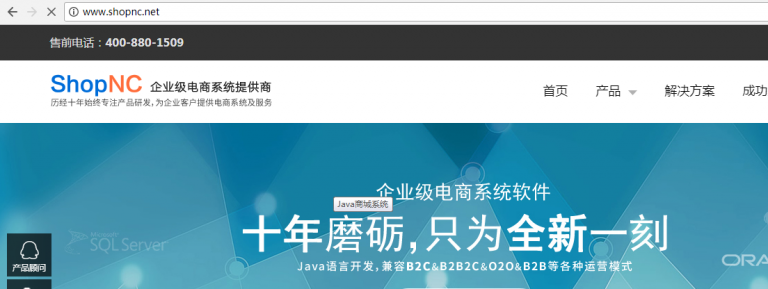 www.shopnc.net
售前电话：400-880-1509
ShopNC 企业级电商系统提供商
历经十年始终专注产品研发,为企业客户提供电商系统及服务
首页 产品 解决方案 成功
企业级电商系统软件
Java商城系统
十年磨砺,只为全新一刻
Microsoft
SQL Server
ORA
Java语言开发,兼容B2C&B2B2C&O2O&B2B等各种运营模式
产品顾问